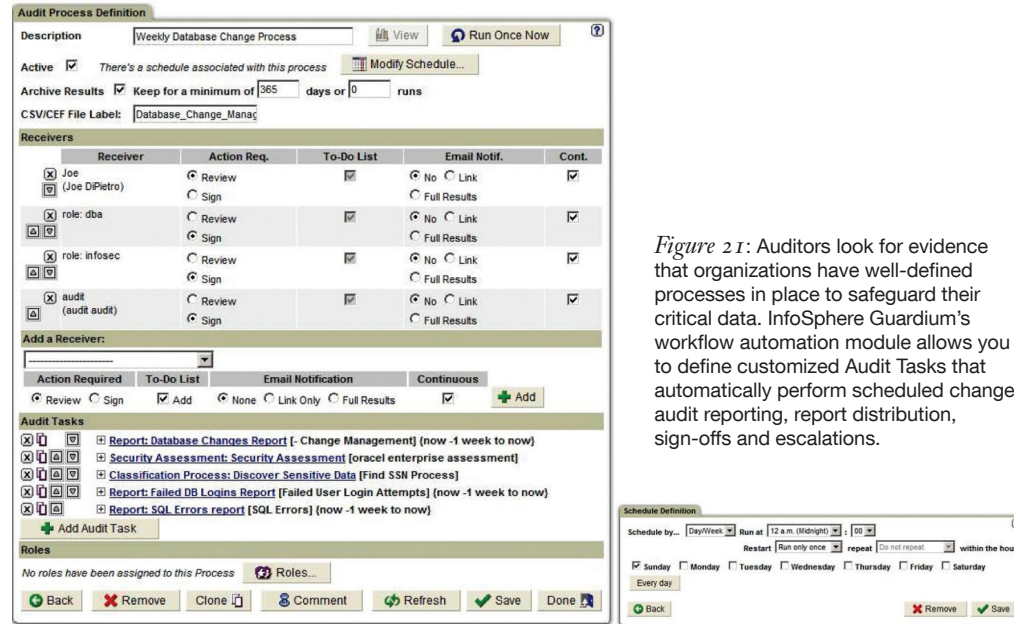 Audit Process Definition
Description Weekly Database Change Process View Run Once Now ?
Active There's a schedule associated with this process Modify Schedule...
Archive Results Keep for a minimum of 365 days or 0 runs
CSV/CEF File Label: Database_Change_Manag
Receivers
Receiver Action Req. To-Do List Email Notif. Cont.
Joe
(Joe DiPietro)
Review
Sign
No Link
Full Results
role: dba
Review
Sign
No Link
Full Results
role: infosec
Review
Sign
No Link
Full Results
audit
(audit audit)
Review
Sign
No Link
Full Results
Add a Receiver:
----------------------
Action Required To-Do List Email Notification Continuous
Review Sign Add None Link Only Full Results Add
Audit Tasks
Report: Database Changes Report [- Change Management] {now -1 week to now}
Security Assessment: Security Assessment [oracel enterprise assessment]
Classification Process: Discover Sensitive Data [Find SSN Process]
Report: Failed DB Logins Report [Failed User Login Attempts] {now -1 week to now}
Report: SQL Errors report [SQL Errors] {now -1 week to now}
Add Audit Task
Roles
No roles have been assigned to this Process Roles...
Back Remove Clone Comment Refresh Save Done
Figure 21: Auditors look for evidence
that organizations have well-defined
processes in place to safeguard their
critical data. InfoSphere Guardium's
workflow automation module allows you
to define customized Audit Tasks that
automatically perform scheduled change
audit reporting, report distribution,
sign-offs and escalations.
Schedule Definition
Schedule by... Day/Week Run at 12 a.m. (Midnight) : 00
Restart Run only once repeat Do not repeat within the hou
Sunday Monday Tuesday Wednesday Thursday Friday Saturday
Every day
Back Remove Save